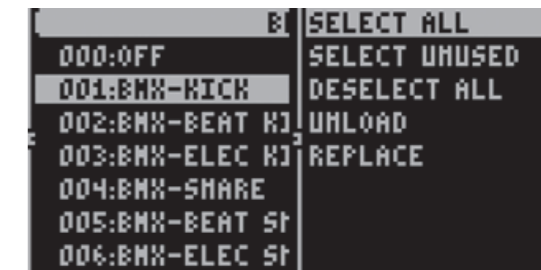 SELECT ALL
000:OFF
SELECT UNUSED
001:BMX-KICK
DESELECT ALL
002:BMX-BEAT
UNLOAD
003:BMX-ELEC
REPLACE
004:BMX-SNARE
005:BMX-BEAT
006:BMX-ELEC